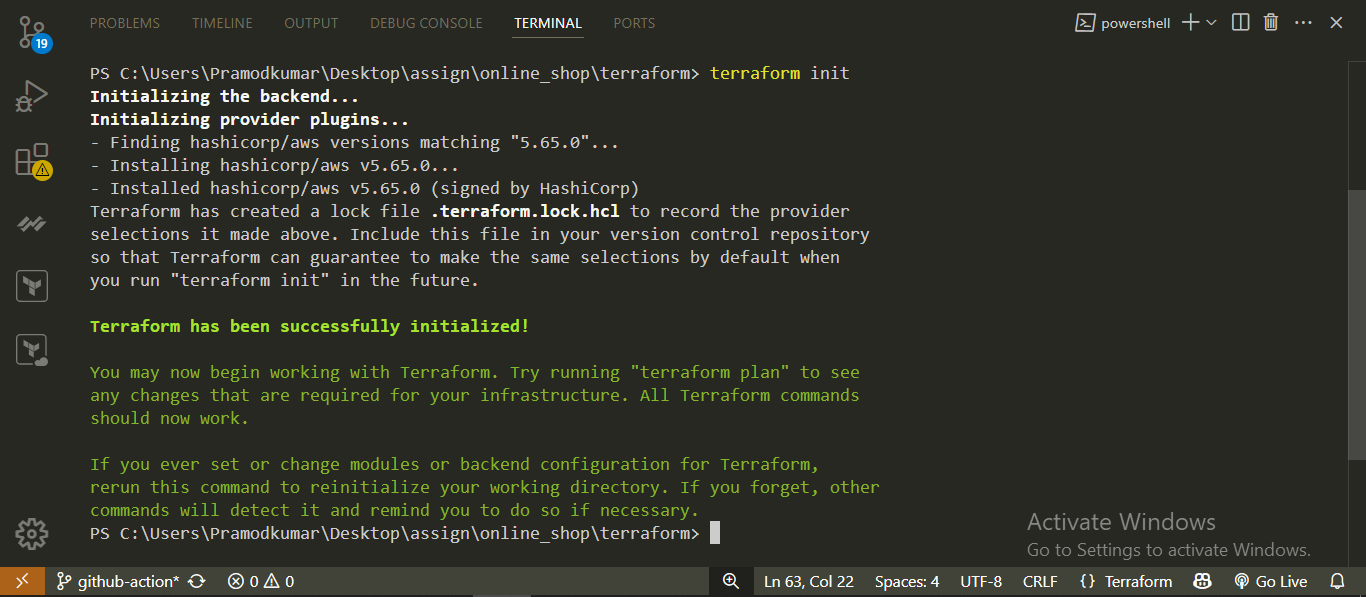 PROBLEMS TIMELINE OUTPUT DEBUG CONSOLE TERMINAL PORTS powershell
19
PS C:\Users\Pramodkumar\Desktop\assign\online_shop\terraform> terraform init
Initializing the backend...
Initializing provider plugins...
- Finding hashicorp/aws versions matching "5.65.0"...
- Installing hashicorp/aws v5.65.0...
- Installed hashicorp/aws v5.65.0 (signed by HashiCorp)
Terraform has created a lock file .terraform.lock.hcl to record the provider
selections it made above. Include this file in your version control repository
so that Terraform can guarantee to make the same selections by default when
you run "terraform init" in the future.
Terraform has been successfully initialized!
You may now begin working with Terraform. Try running "terraform plan" to see
any changes that are required for your infrastructure. All Terraform commands
should now work.
If you ever set or change modules or backend configuration for Terraform,
rerun this command to reinitialize your working directory. If you forget, other
commands will detect it and remind you to do so if necessary.
PS C:\Users\Pramodkumar\Desktop\assign\online_shop\terraform>
Activate Windows
Go to Settings to activate Windows.
github-action* 0 0 Ln 63, Col 22 Spaces: 4 UTF-8 CRLF {} Terraform Go Live